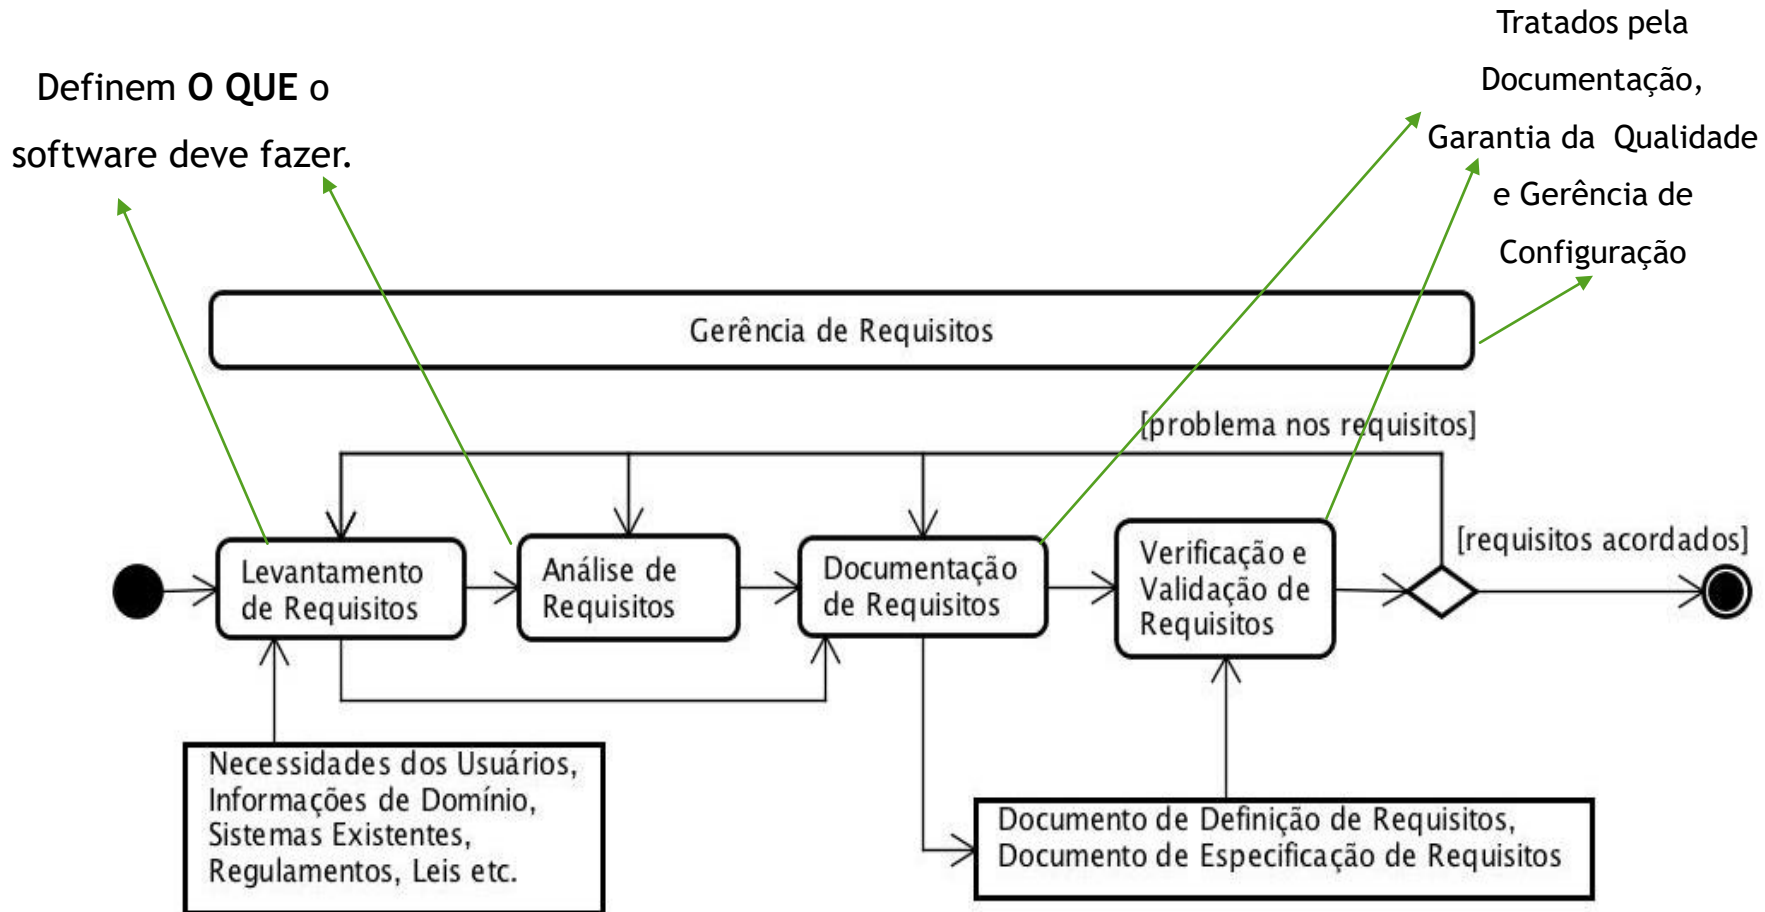 Definem O QUE o
software deve fazer.
Tratados pela
Documentação,
Garantia da Qualidade
e Gerência de
Configuração
Gerência de Requisitos
[problema nos requisitos]
Levantamento
de Requisitos
Análise de
Requisitos
Documentação
de Requisitos
Verificação e
Validação de
Requisitos
[requisitos acordados]
Necessidades dos Usuários,
Informações de Domínio,
Sistemas Existentes,
Regulamentos, Leis etc.
Documento de Definição de Requisitos,
Documento de Especificação de Requisitos